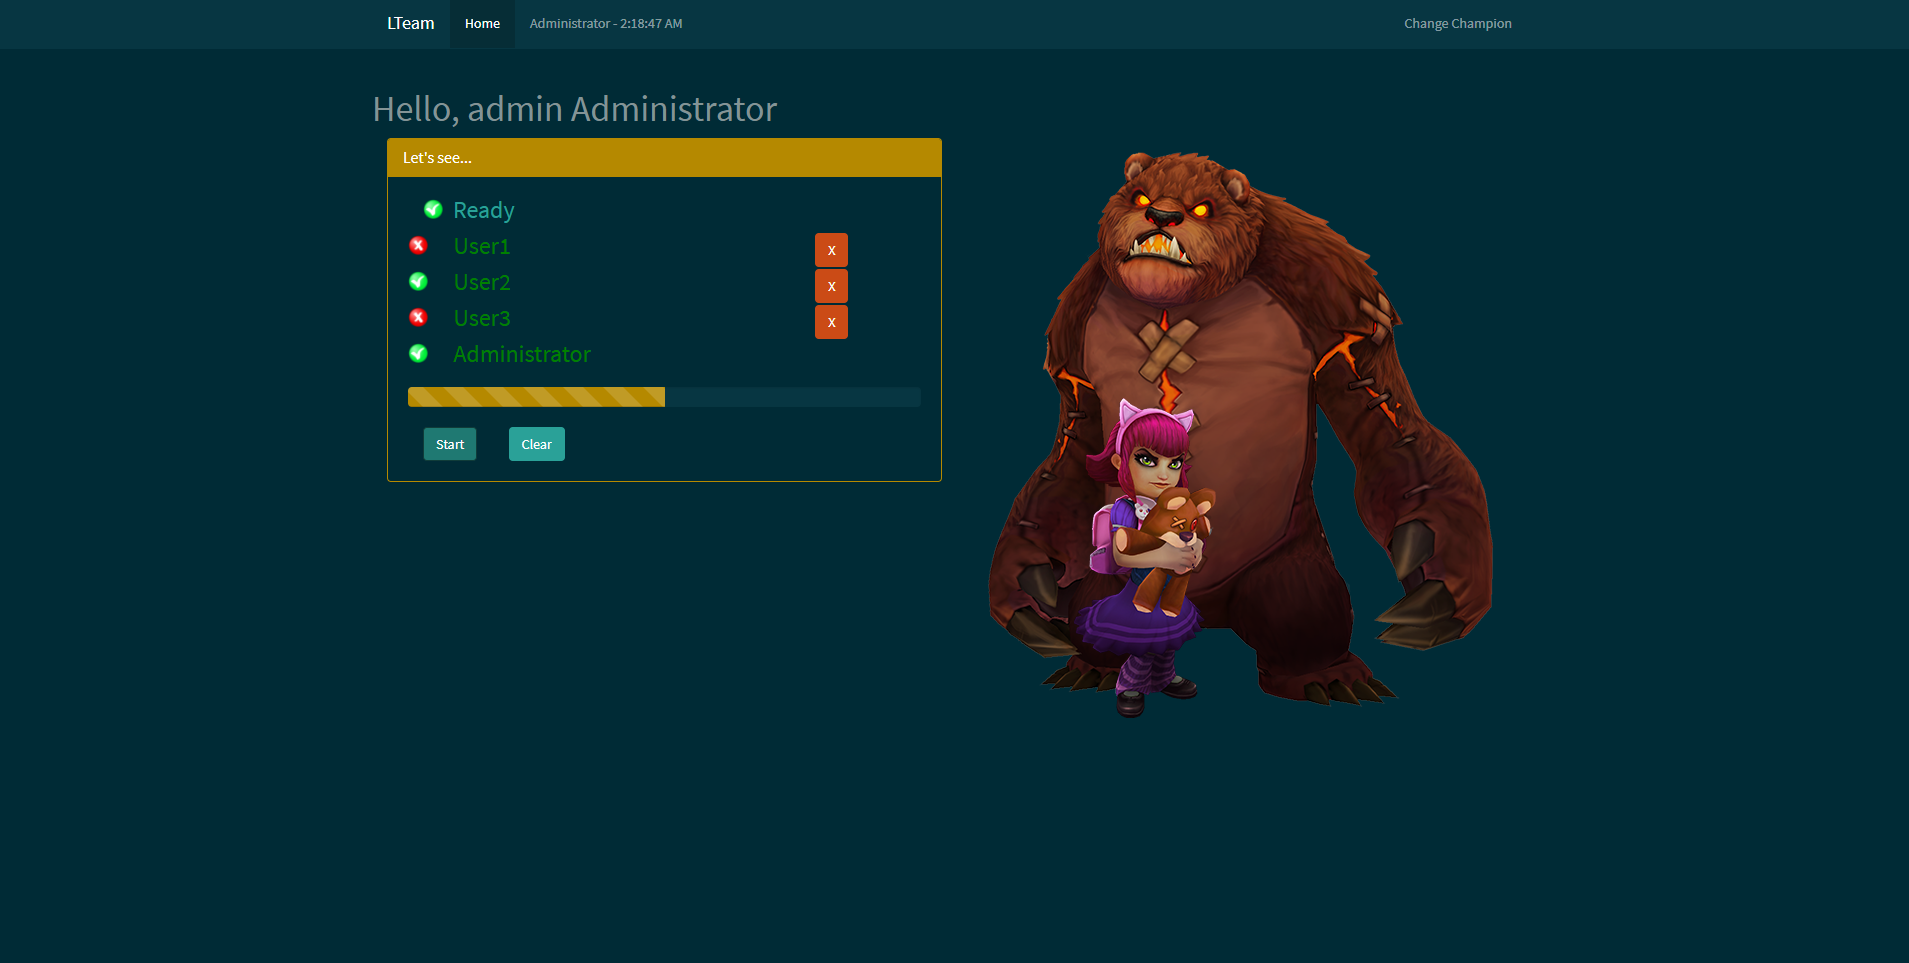 LTeam Home Administrator - 2:18:47 AM Change Champion
Hello, admin Administrator
Let's see...
Ready
User1 x
User2 x
User3 x
Administrator
Start Clear